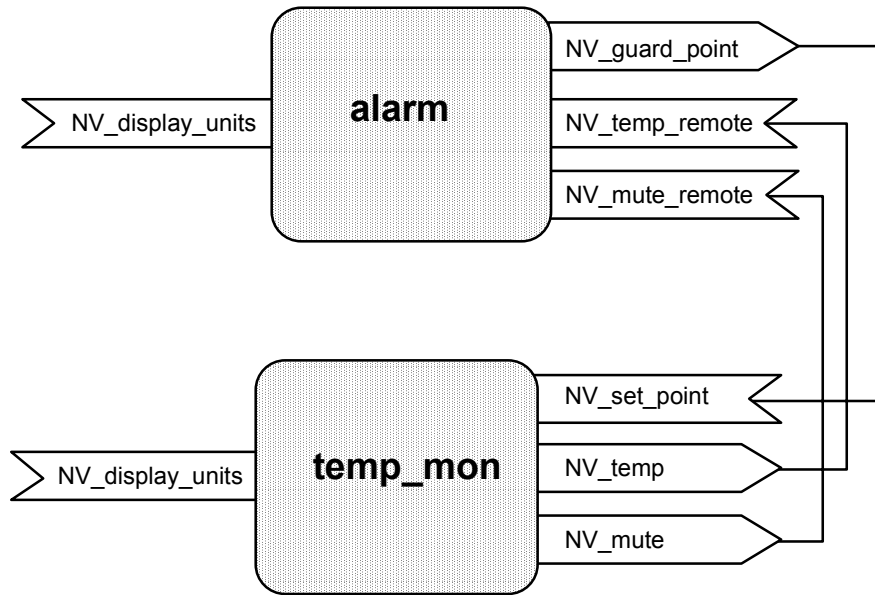 NV_guard_point
alarm
NV_display_units
NV_temp_remote
NV_mute_remote
NV_set_point
temp_mon
NV_display_units
NV_temp
NV_mute